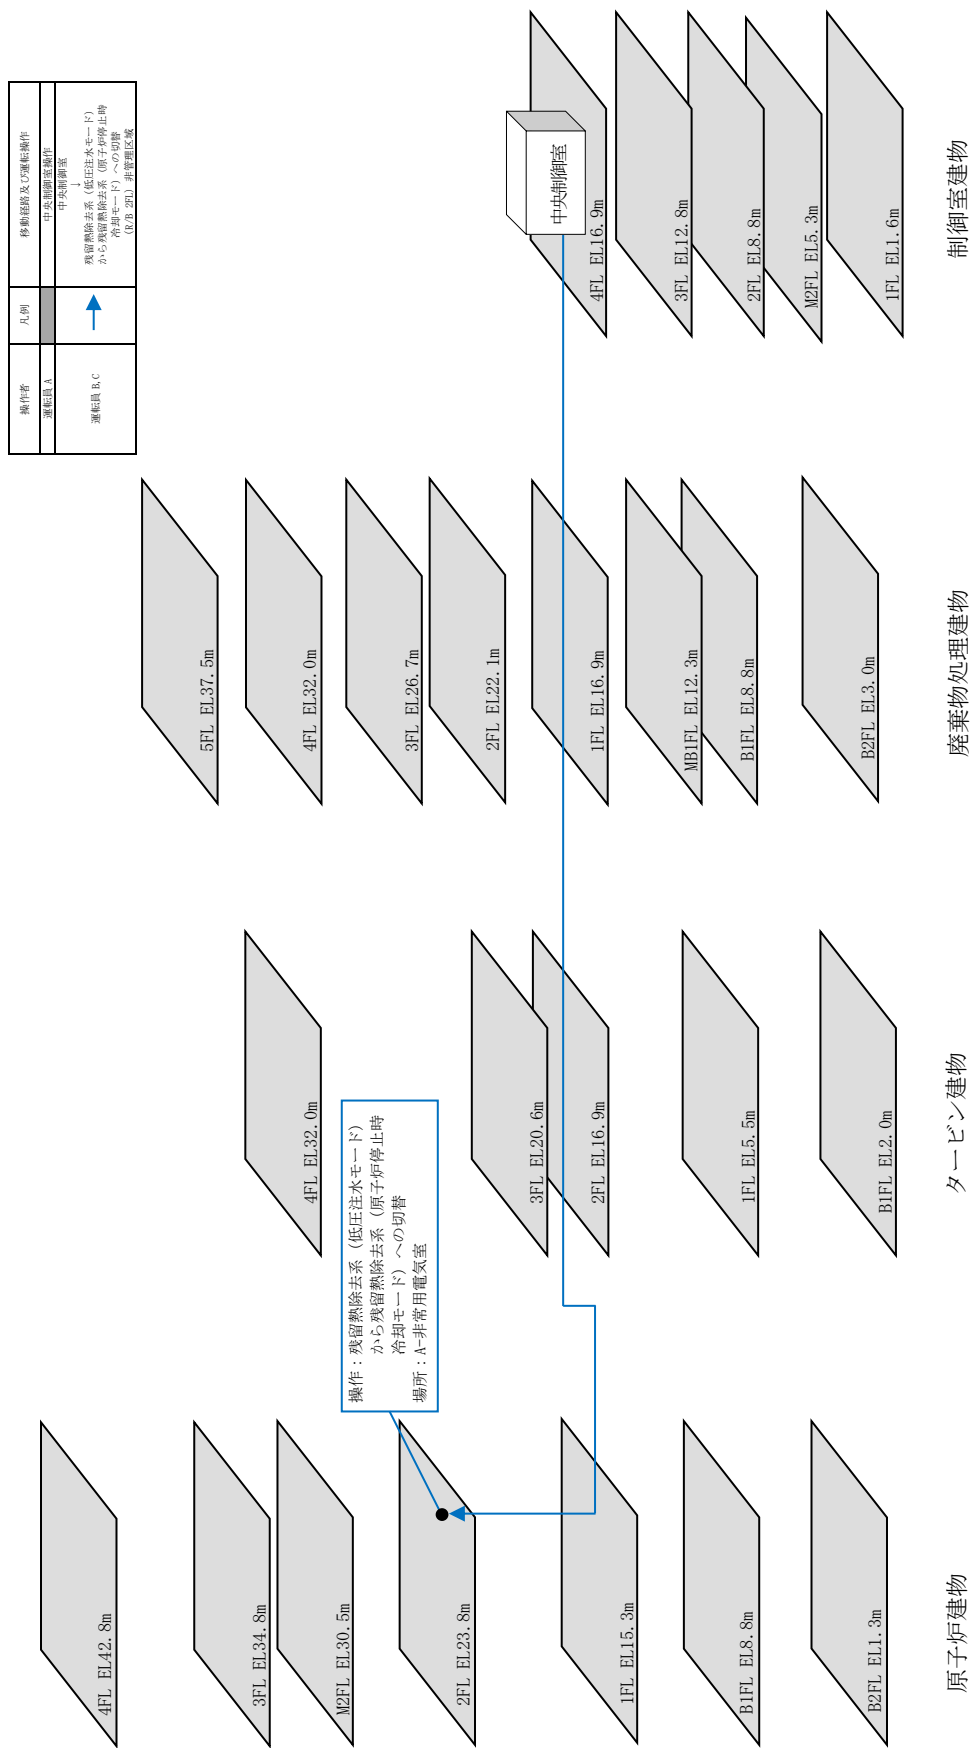 操作者 凡例 移動経路及び運転操作
運転員 A 中央制御室操作
運転員 B,C
中央制御室
↓
残留熱除去系（低圧注水モード）
から残留熱除去系（原子炉停止時
冷却モード）への切替
（R/B 2FL）非管理区域
4FL EL42.8m
3FL EL34.8m
M2FL EL30.5m
2FL EL23.8m
1FL EL15.3m
B1FL EL8.8m
B2FL EL1.3m
原子炉建物
操作：残留熱除去系（低圧注水モード）
から残留熱除去系（原子炉停止時
冷却モード）への切替
場所：A-非常用電気室
4FL EL32.0m
3FL EL20.6m
2FL EL16.9m
1FL EL5.5m
B1FL EL2.0m
タービン建物
5FL EL37.5m
4FL EL32.0m
3FL EL26.7m
2FL EL22.1m
1FL EL16.9m
MB1FL EL12.3m
B1FL EL8.8m
B2FL EL3.0m
廃棄物処理建物
中央制御室
4FL EL16.9m
3FL EL12.8m
2FL EL8.8m
M2FL EL5.3m
1FL EL1.6m
制御室建物